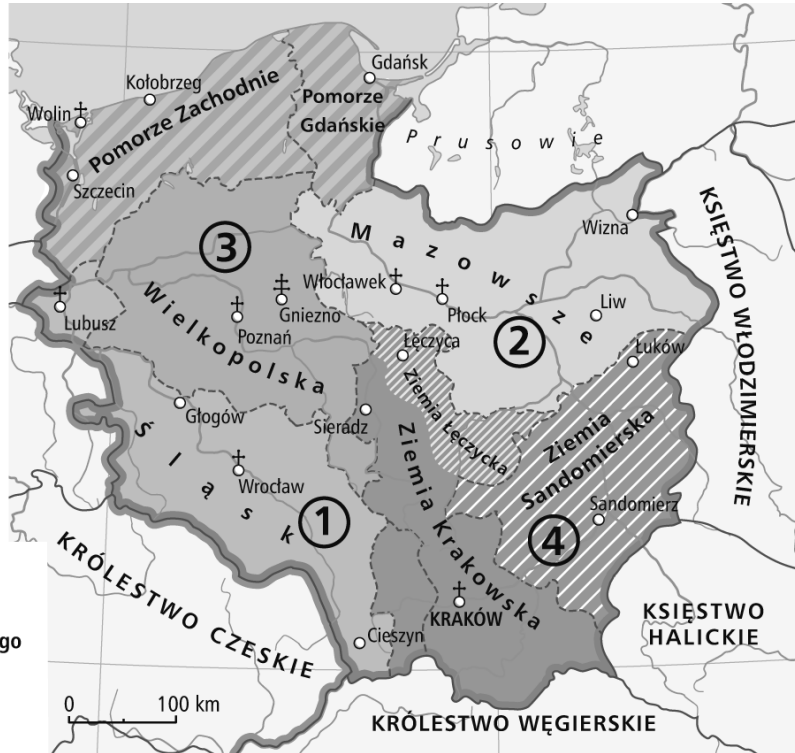 Gdańsk
Kołobrzeg
Wolin
Pomorze Zachodnie
Pomorze
Gdańskie
Prusowie
Szczecin
Mazowsze
Wizna
KSIĘSTWO WŁODZIMIERSKIE
3
Włocławek
Płock
Liw
Lubusz
Gniezno
Poznań
Wielkopolska
2
Łęczyca
Łuków
Ziemia Łęczycka
Głogów
Sieradz
Ziemia
Sandomierska
Śląsk
Wrocław
1
Ziemia Krakowska
Sandomierz
4
KRÓLESTWO CZESKIE
KRAKÓW
KSIĘSTWO
HALICKIE
Cieszyn
go
0 100 km
KRÓLESTWO WĘGIERSKIE